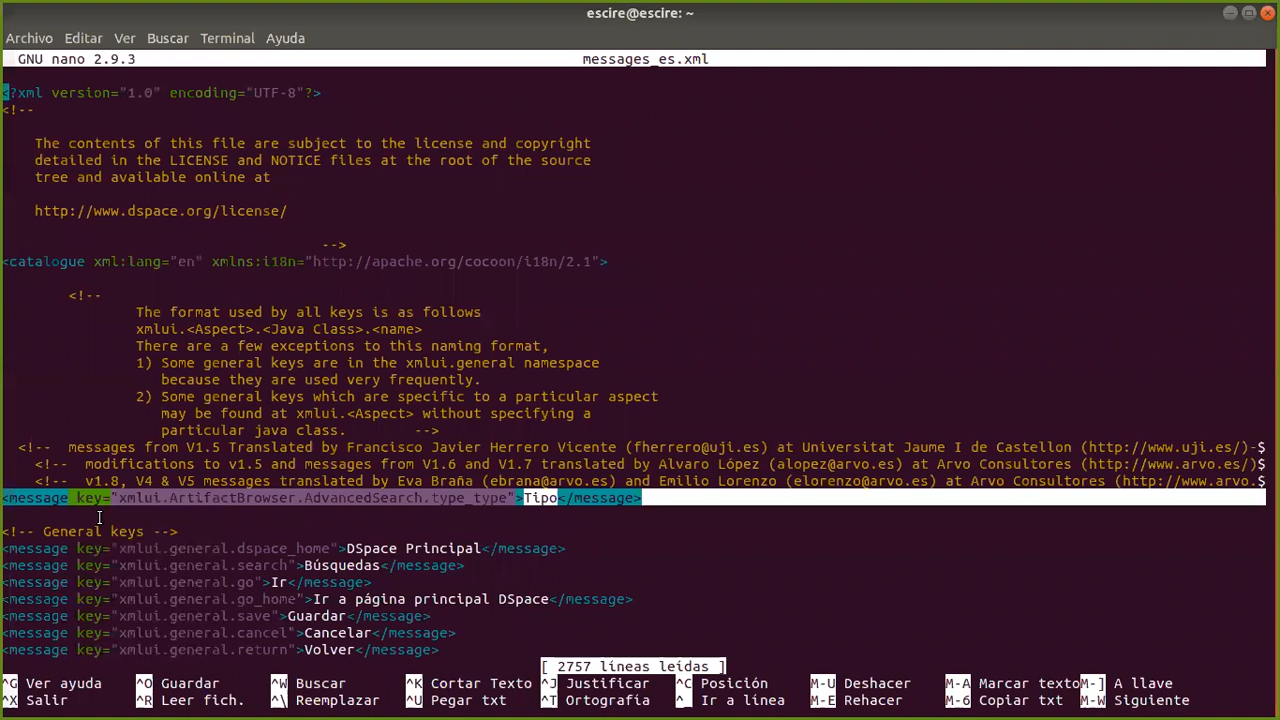 escire@escire: ~
Archivo Editar Ver Buscar Terminal Ayuda
GNU nano 2.9.3 messages_es.xml
<?xml version="1.0" encoding="UTF-8"?>
<!--
The contents of this file are subject to the license and copyright
detailed in the LICENSE and NOTICE files at the root of the source
tree and available online at
http://www.dspace.org/license/
-->
<catalogue xml:lang="en" xmlns:i18n="http://apache.org/cocoon/i18n/2.1">
<!--
The format used by all keys is as follows
xmlui.<Aspect>.<Java Class>.<name>
There are a few exceptions to this naming format,
1) Some general keys are in the xmlui.general namespace
because they are used very frequently.
2) Some general keys which are specific to a particular aspect
may be found at xmlui.<Aspect> without specifying a
particular java class. -->
<!-- messages from V1.5 Translated by Francisco Javier Herrero Vicente (fherrero@uji.es) at Universitat Jaume I de Castellon (http://www.uji.es/)-$
<!-- modifications to v1.5 and messages from V1.6 and V1.7 translated by Alvaro López (alopez@arvo.es) at Arvo Consultores (http://www.arvo.es/)$
<!-- v1.8, V4 & V5 messages translated by Eva Braña (ebrana@arvo.es) and Emilio Lorenzo (elorenzo@arvo.es) at Arvo Consultores (http://www.arvo.$
<message key="xmlui.ArtifactBrowser.AdvancedSearch.type_type">Tipo</message>
<!-- General keys -->
<message key="xmlui.general.dspace_home">DSpace Principal</message>
<message key="xmlui.general.search">Búsquedas</message>
<message key="xmlui.general.go">Ir</message>
<message key="xmlui.general.go_home">Ir a página principal DSpace</message>
<message key="xmlui.general.save">Guardar</message>
<message key="xmlui.general.cancel">Cancelar</message>
<message key="xmlui.general.return">Volver</message>
[ 2757 líneas leídas ]
^G Ver ayuda ^O Guardar ^W Buscar ^K Cortar Texto ^J Justificar ^C Posición M-U Deshacer M-A Marcar texto M-] A llave
^X Salir ^R Leer fich. ^\ Reemplazar ^U Pegar txt ^T Ortografía ^_ Ir a línea M-E Rehacer M-6 Copiar txt M-W Siguiente